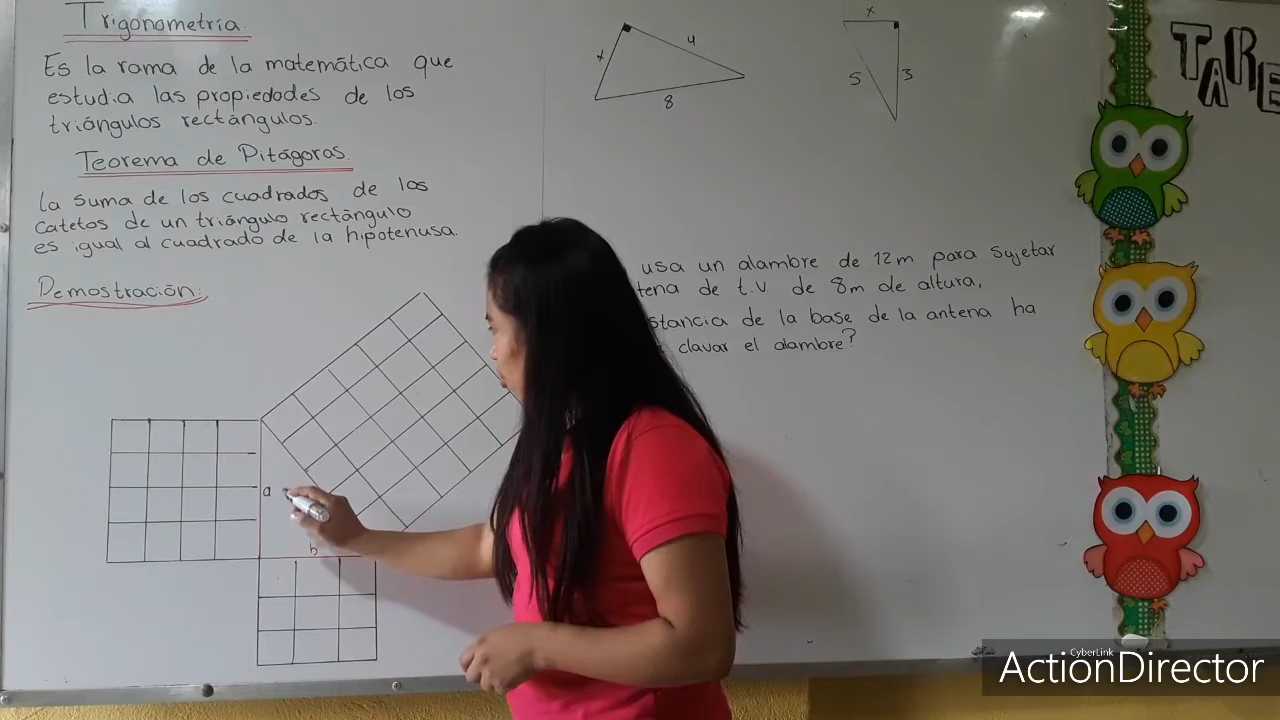 Trigonometría.
Es la rama de la matemática que
estudia las propiedades de los
triángulos rectángulos.
Teorema de Pitágoras.
La suma de los cuadrados de los
catetos de un triángulo rectángulo
es igual al cuadrado de la hipotenusa.
Demostración:
a
b
x
4
8
x
5
3
usa un alambre de 12m para sujetar
de t.v de 8m de altura,
de la base de la antena ha
clavar el alambre?
TARE
CyberLink
ActionDirector